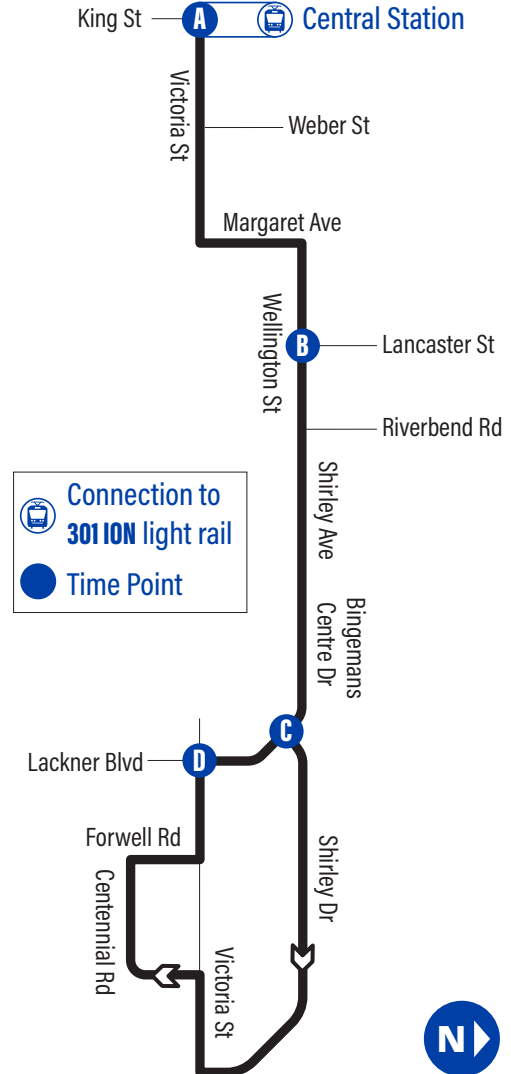 King St
A
Central Station
Victoria St
Weber St
Margaret Ave
Wellington St
B
Lancaster St
Riverbend Rd
Connection to
301 ION light rail
Time Point
Shirley Ave
Bingemans
Centre Dr
C
Lackner Blvd
D
Forwell Rd
Centennial Rd
Shirley Dr
Victoria St
N